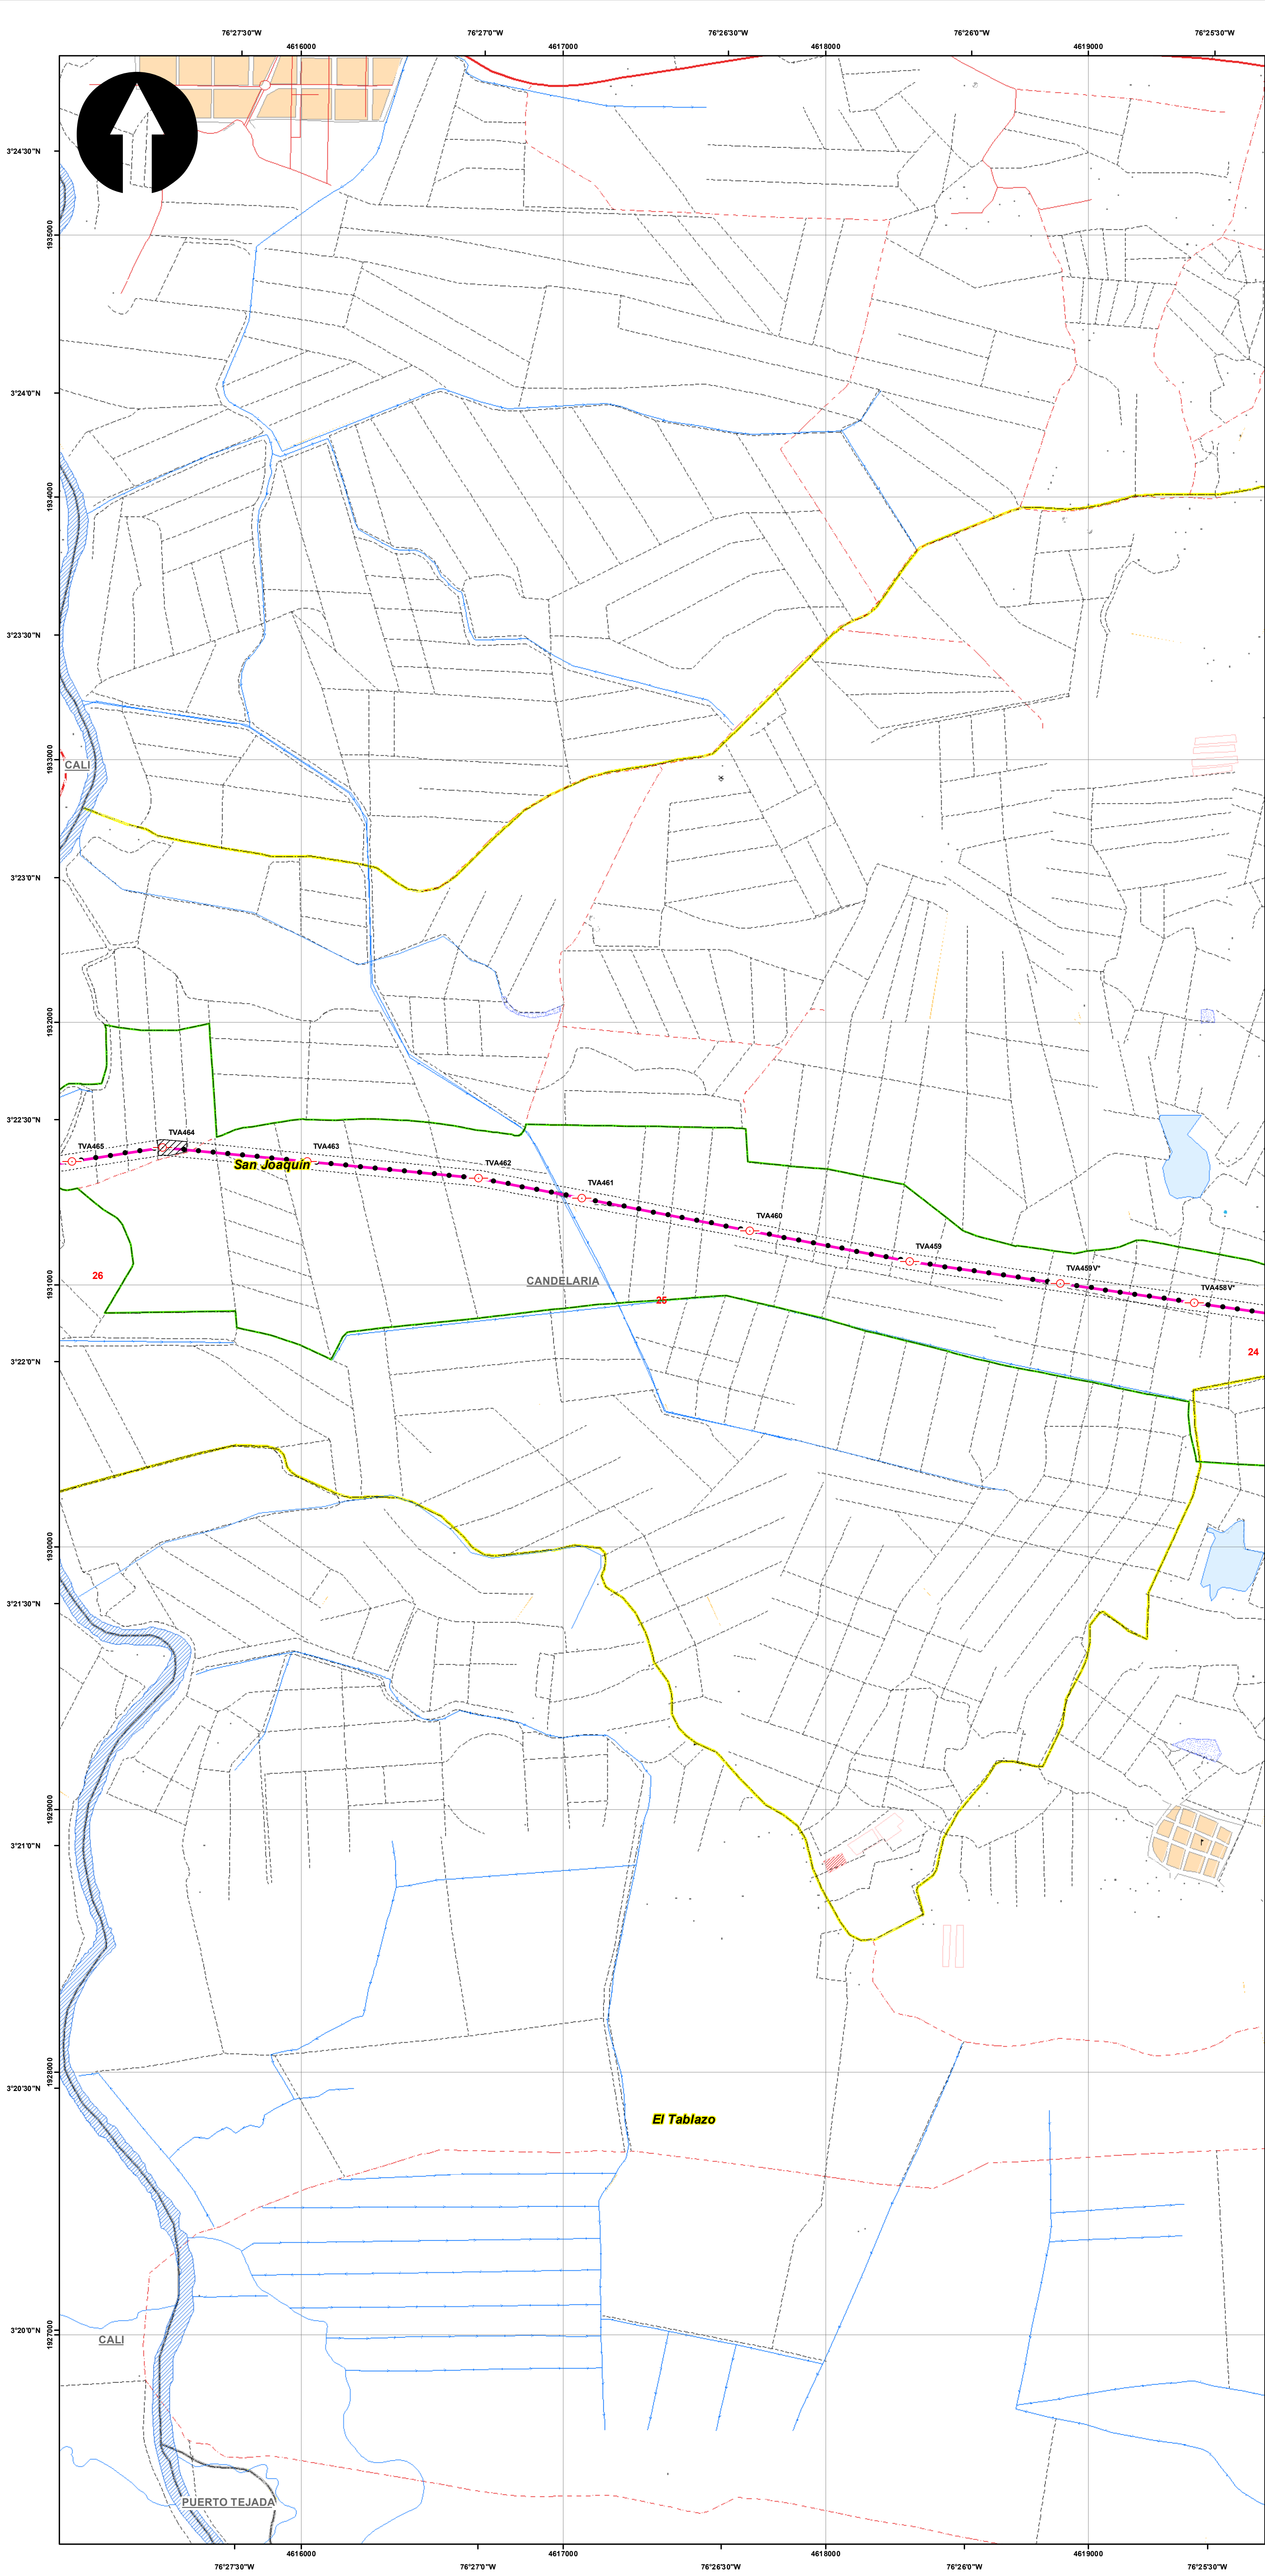 76°27'30"W 76°27'0"W 76°26'30"W 76°26'0"W 76°25'30"W
4616000 4617000 4618000 4619000
3°24'30"N
1935000
3°24'0"N
1934000
3°23'30"N
1933000
CALI
3°23'0"N
1932000
3°22'30"N
TVA465 TVA464 TVA463 TVA462 TVA461 TVA460 TVA459 TVA459V* TVA458V*
San Joaquín
26 CANDELARIA 25 24
1931000
3°22'0"N
1930000
3°21'30"N
1929000
3°21'0"N
1928000
3°20'30"N
El Tablazo
3°20'0"N
1927000
CALI
PUERTO TEJADA
4616000 4617000 4618000 4619000
76°27'30"W 76°27'0"W 76°26'30"W 76°26'0"W 76°25'30"W